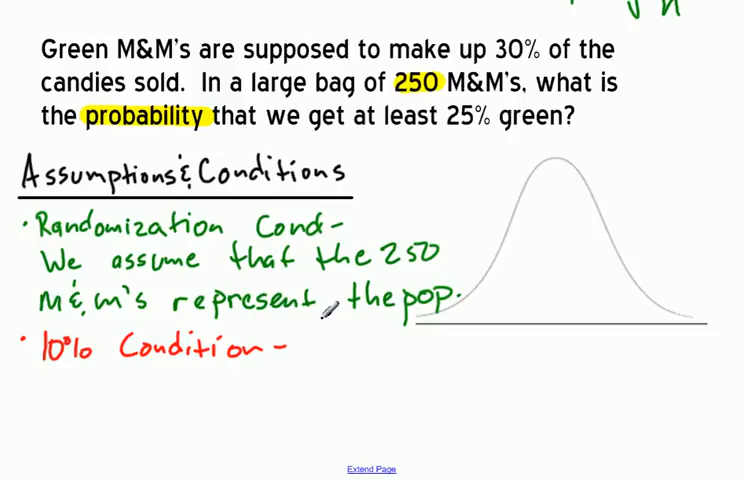 n
Green M&M's are supposed to make up 30% of the
candies sold. In a large bag of 250 M&M's, what is
the probability that we get at least 25% green?
Assumptions & Conditions
• Randomization Cond-
We assume that the 250
M&M's represent the pop.
• 10% Condition -
Extend Page